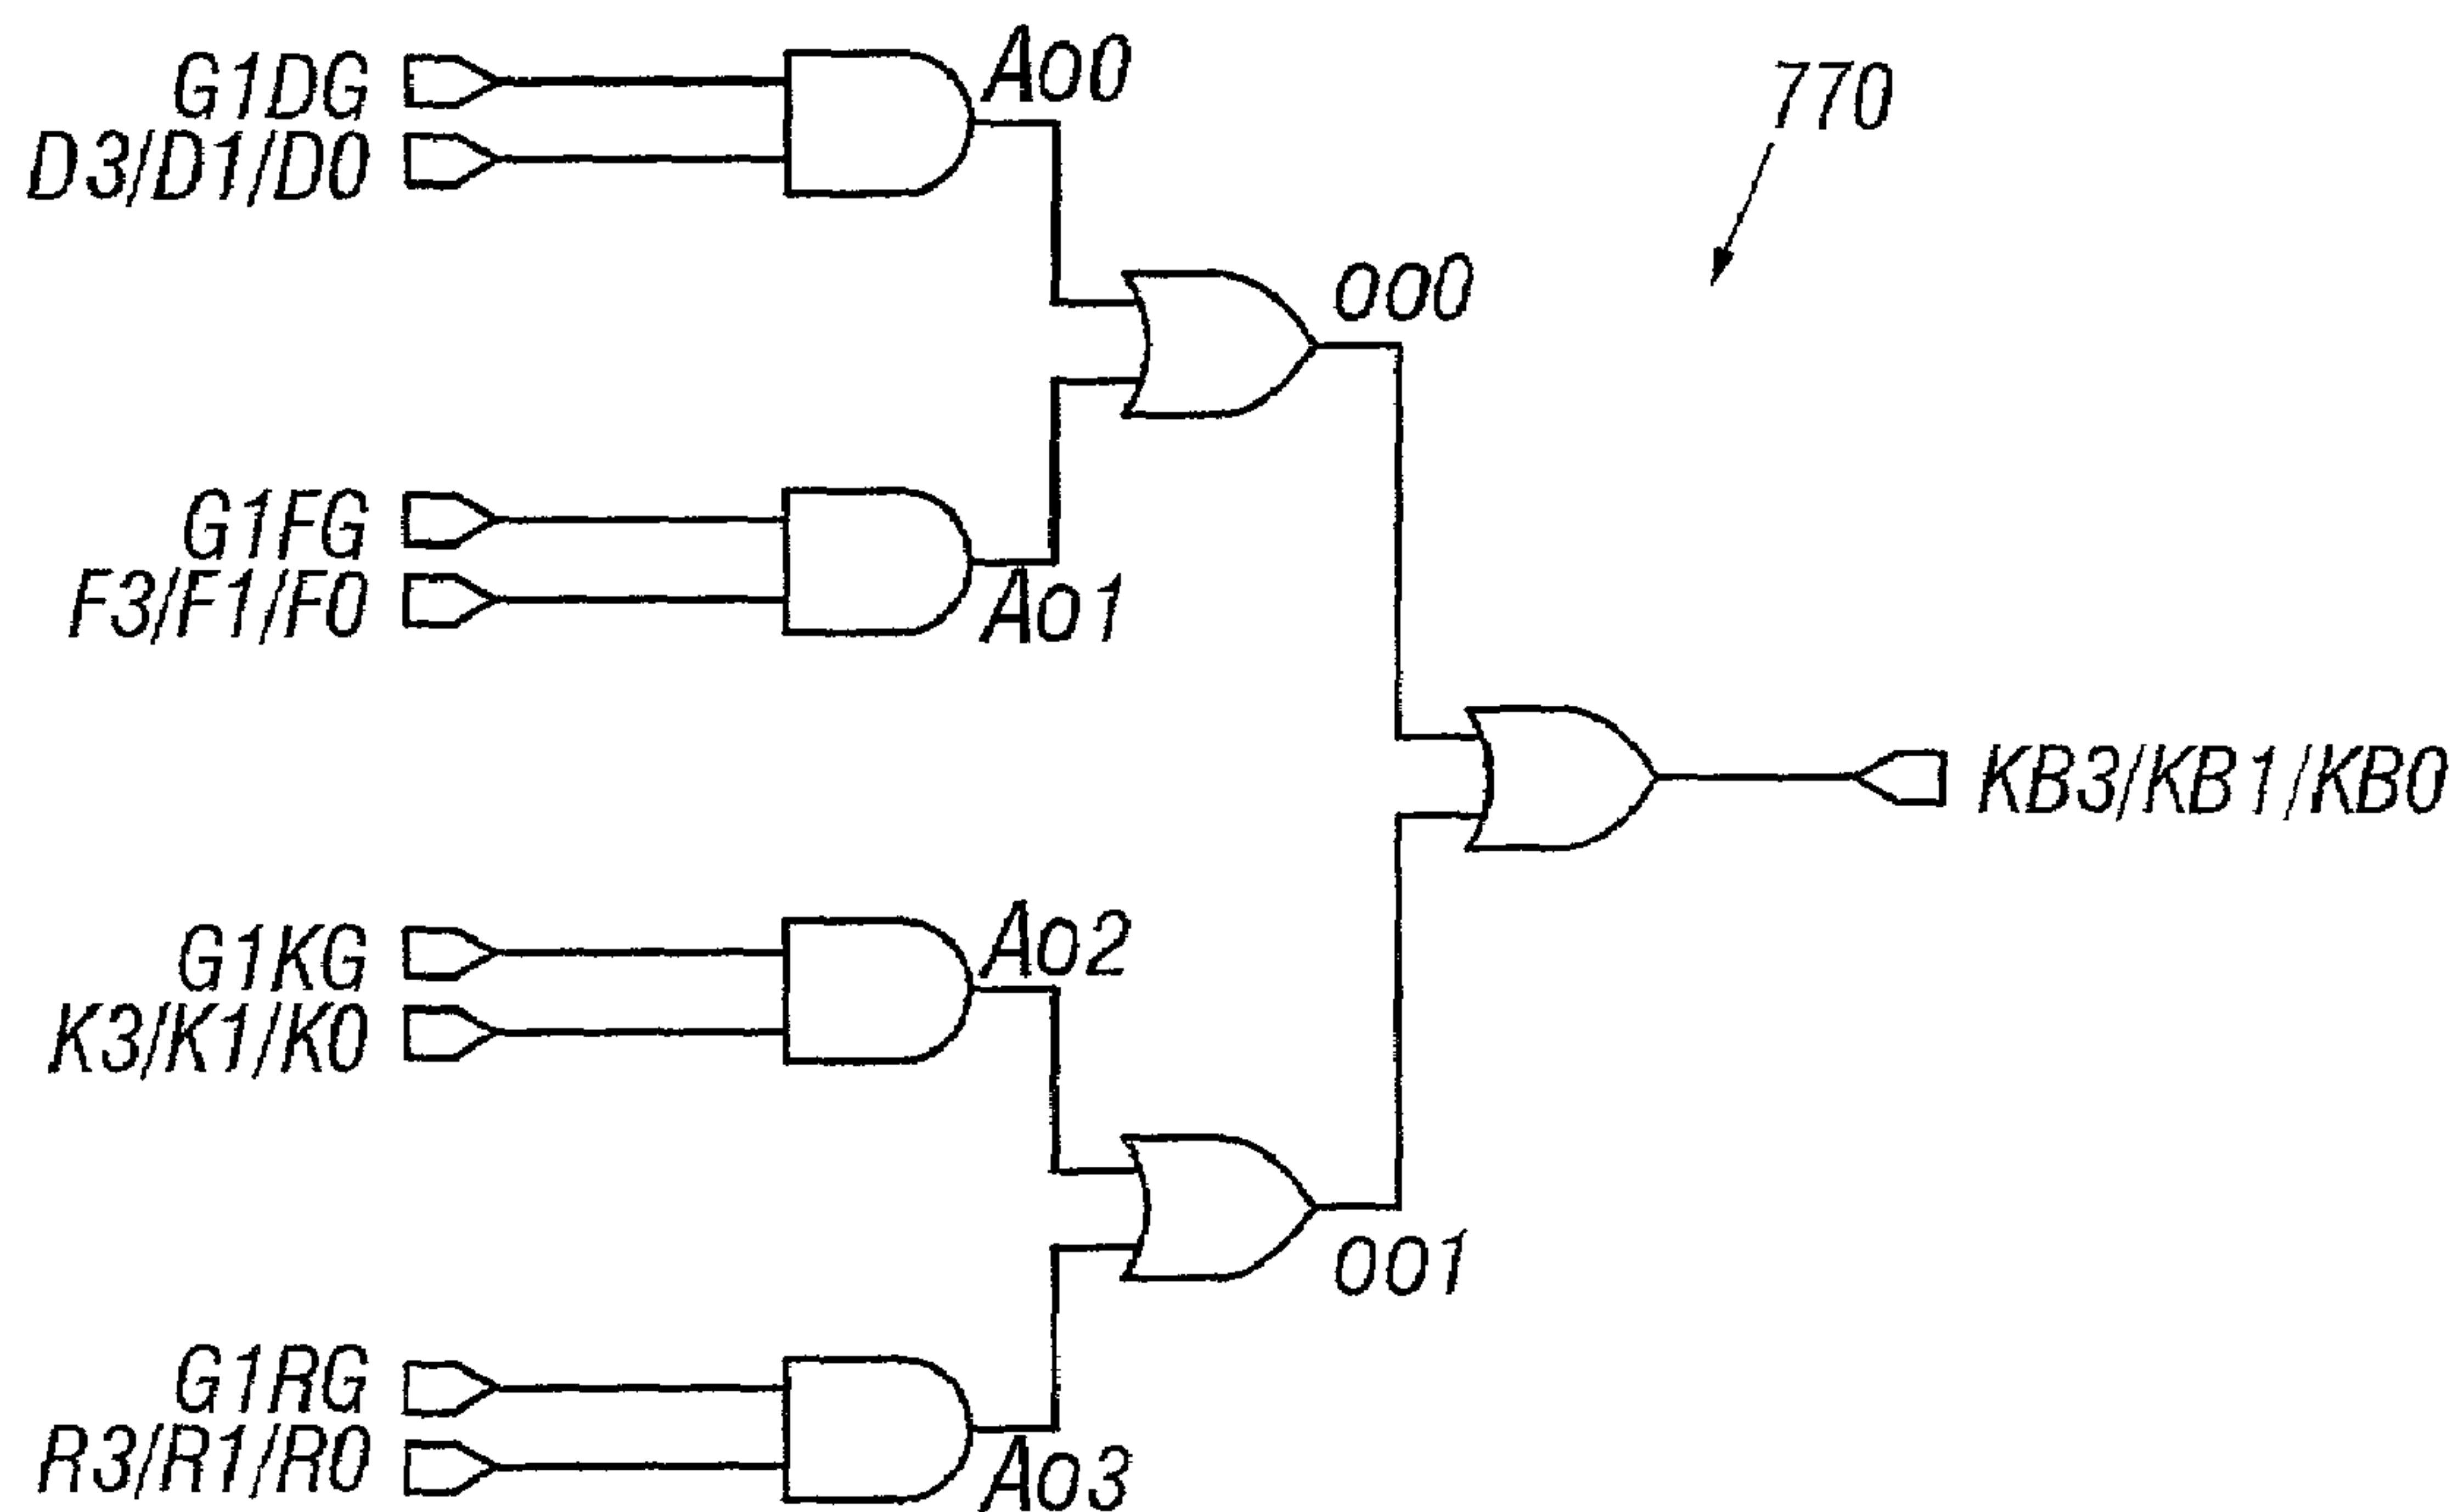 G1DG
D3/D1/D0
Ao0
770
oo0
G1FG
F3/F1/F0
Ao1
KB3/KB1/KB0
G1KG
K3/K1/K0
Ao2
oo1
G1RG
R3/R1/R0
Ao3